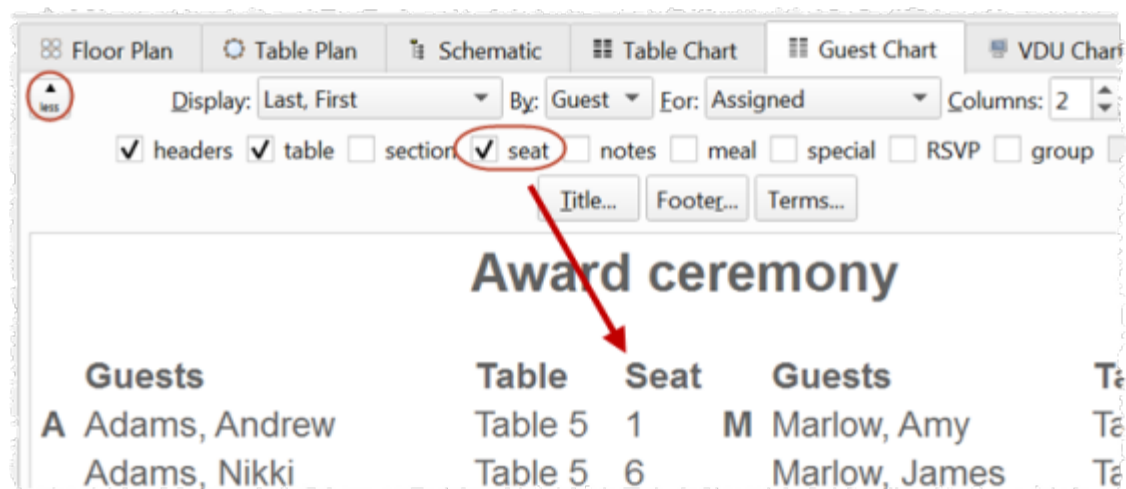 Floor Plan Table Plan Schematic Table Chart Guest Chart VDU Chart
less Display: Last, First By: Guest For: Assigned Columns: 2
headers table section seat notes meal special RSVP group
Title... Footer... Terms...
Award ceremony
Guests Table Seat Guests
A Adams, Andrew Table 5 1 M Marlow, Amy
Adams, Nikki Table 5 6 Marlow, James